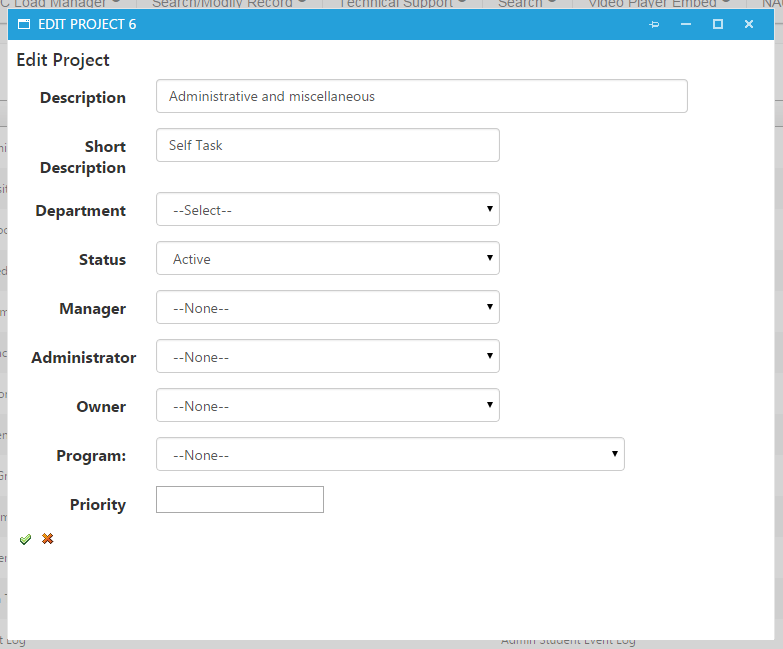 Load Manager Search/Modify Record Technical Support Search Video Player Embed
EDIT PROJECT 6
Edit Project
Description Administrative and miscellaneous
Short
Description
Self Task
Department --Select--
Status Active
Manager --None--
Administrator --None--
Owner --None--
Program: --None--
Priority
Log Admin Student Event Log